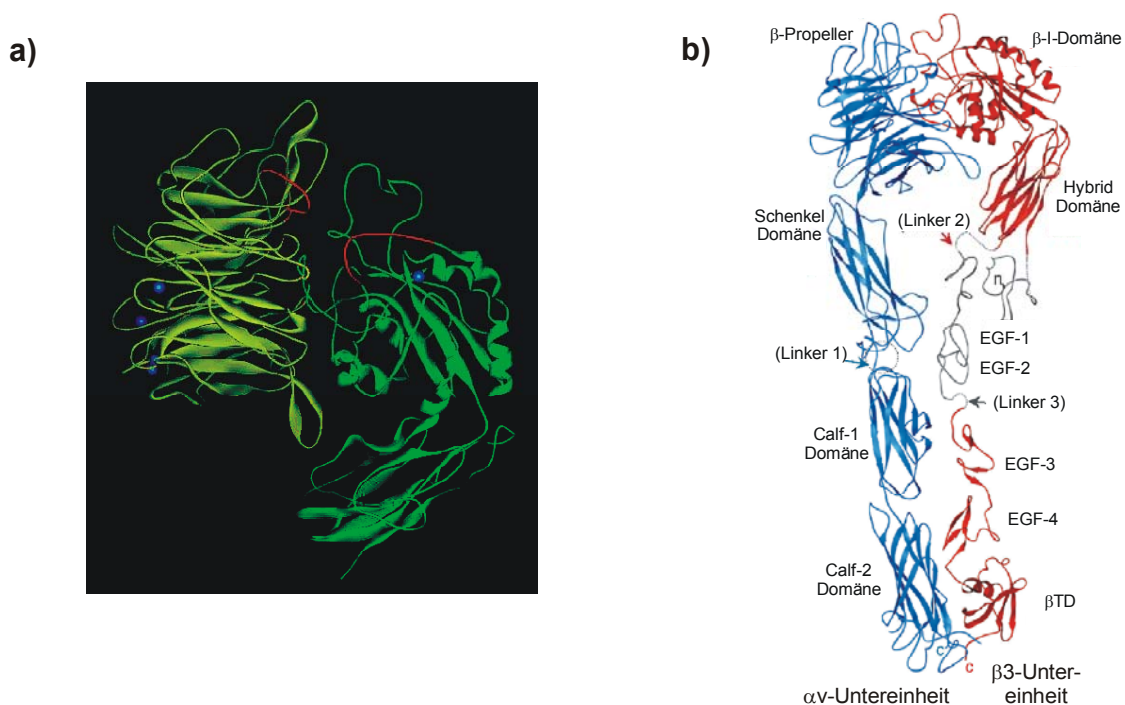 a)
b)
β-Propeller
β-I-Domäne
Hybrid
Domäne
Schenkel
Domäne
(Linker 2)
n
EGF-1
(Linker 1)
EGF-2
(Linker 3)
Calf-1
Domäne
EGF-3
EGF-4
Calf-2
Domäne
βTD
C
C
αv-Untereinheit
β3-Unter-
einheit